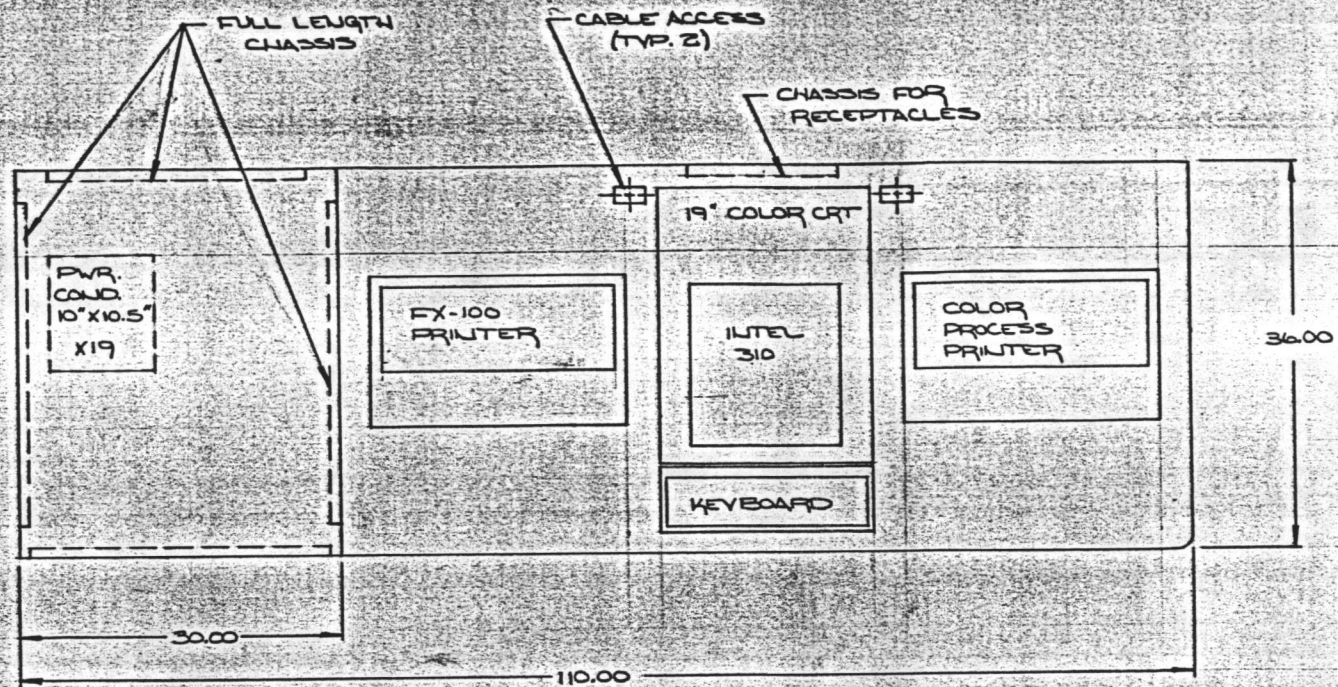 FULL LENGTH
CHASSIS
CABLE ACCESS
(TYP. 2)
CHASSIS FOR
RECEPTACLES
19" COLOR CRT
PWR.
COND.
10"X10.5"
X19
FX-100
PRINTER
INTEL
310
COLOR
PROCESS
PRINTER
36.00
KEYBOARD
30.00
110.00